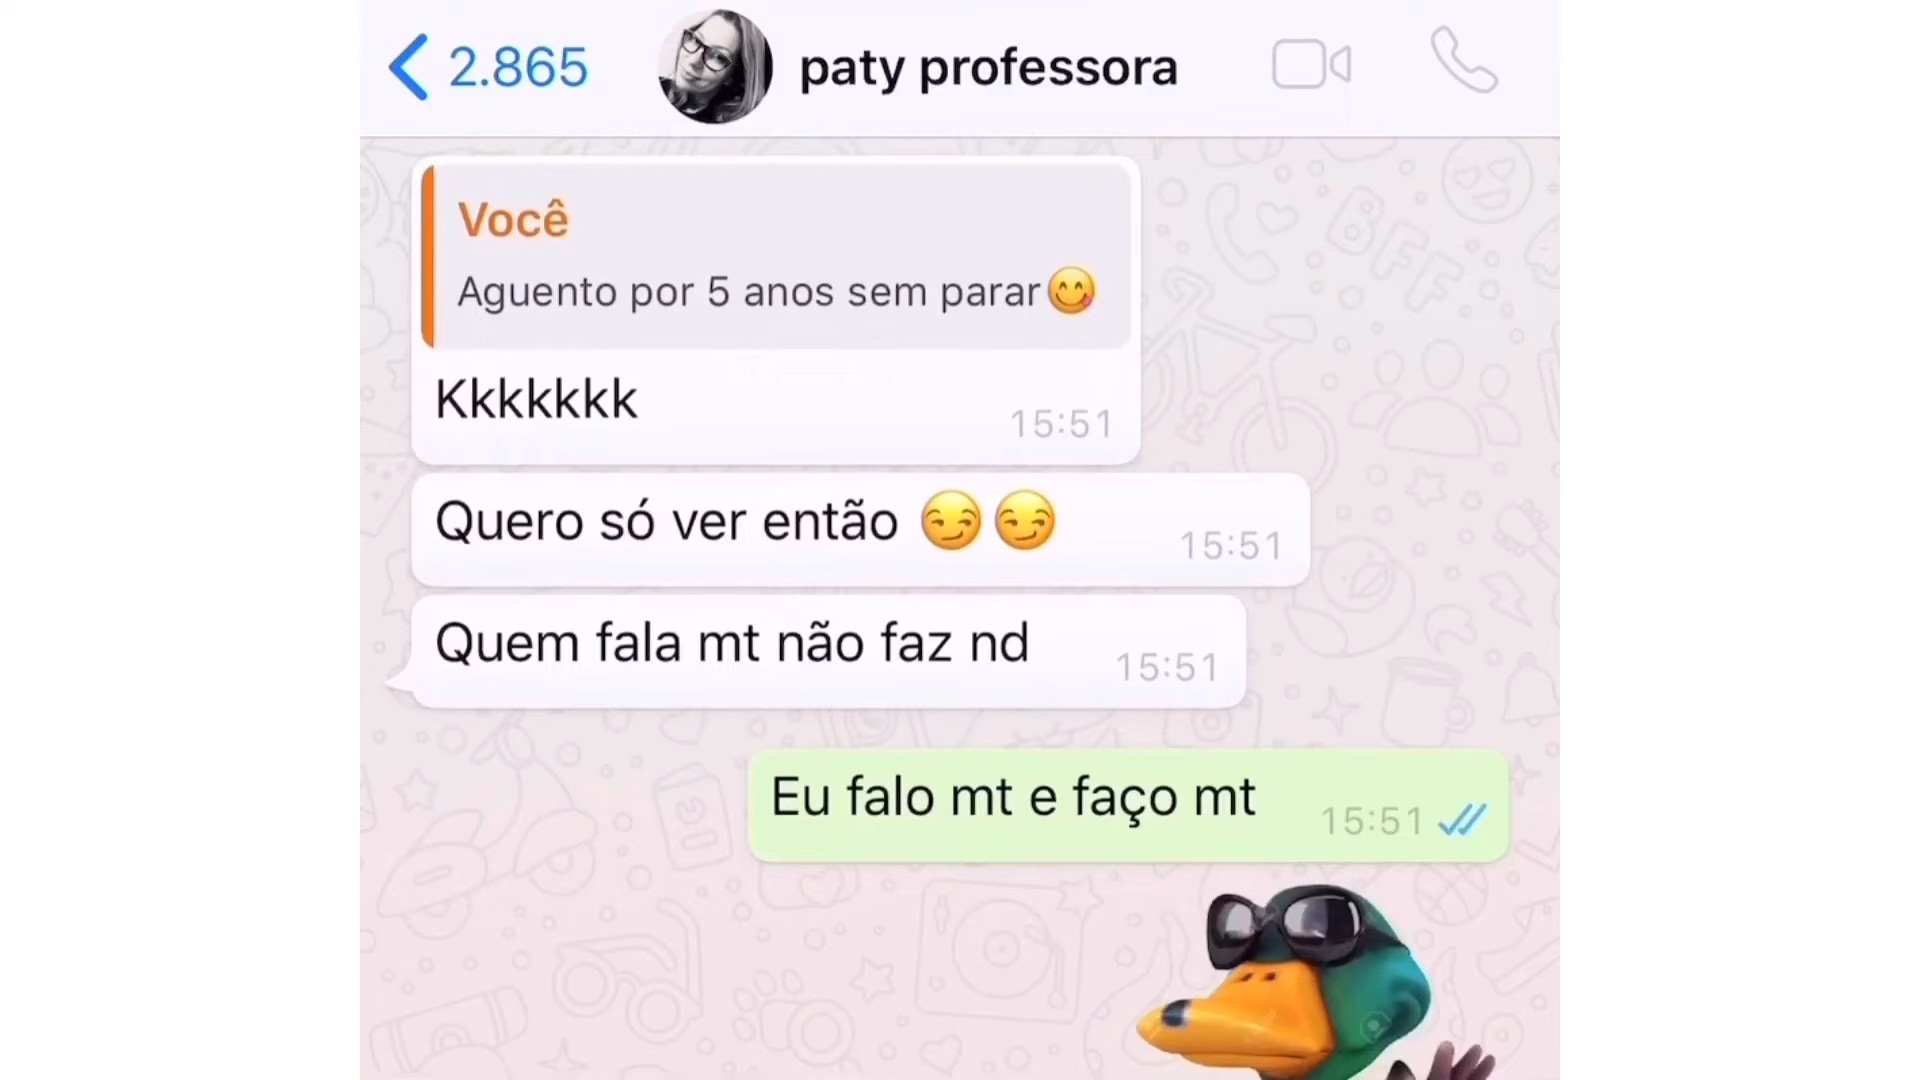 2.865
paty professora
Você
Aguento por 5 anos sem parar😋
Kkkkkkk
15:51
Quero só ver então 😏😏
15:51
Quem fala mt não faz nd
15:51
Eu falo mt e faço mt
15:51